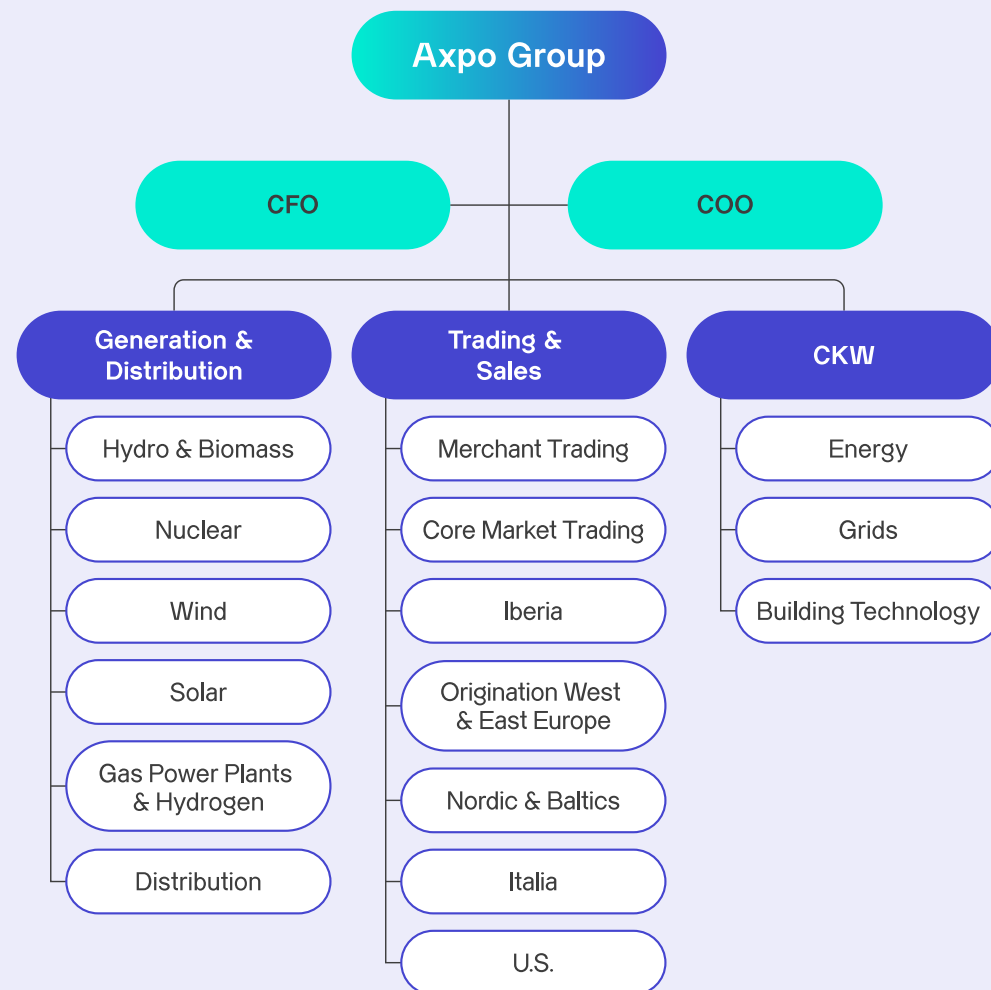 Axpo Group
CFO
COO
Generation &
Distribution
Hydro & Biomass
Nuclear
Wind
Solar
Gas Power Plants
& Hydrogen
Distribution
Trading &
Sales
Merchant Trading
Core Market Trading
Iberia
Origination West
& East Europe
Nordic & Baltics
Italia
U.S.
CKW
Energy
Grids
Building Technology